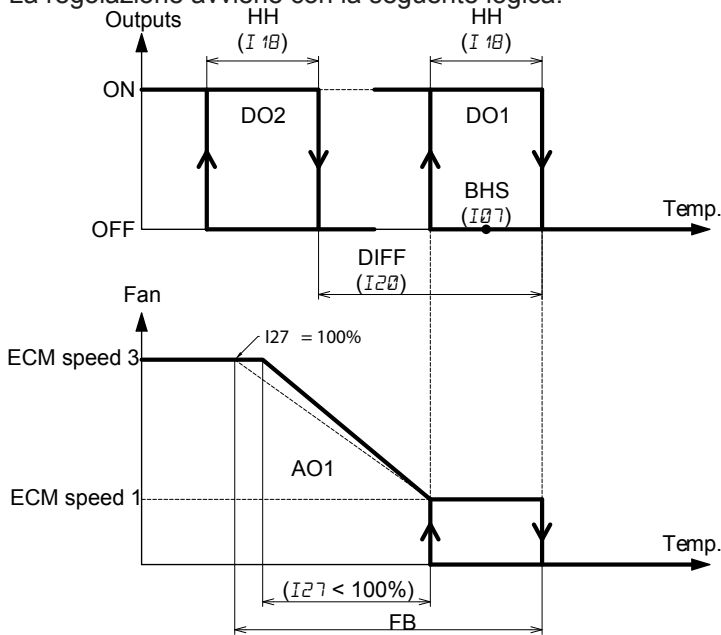 La regolazione avviene con la seguente logica:
Outputs
HH
(I18)
HH
(I18)
ON
DO2
DO1
BHS
(I07)
Temp.
OFF
DIFF
(I20)
Fan
I27 = 100%
ECM speed 3
AO1
ECM speed 1
Temp.
(I27 < 100%)
FB